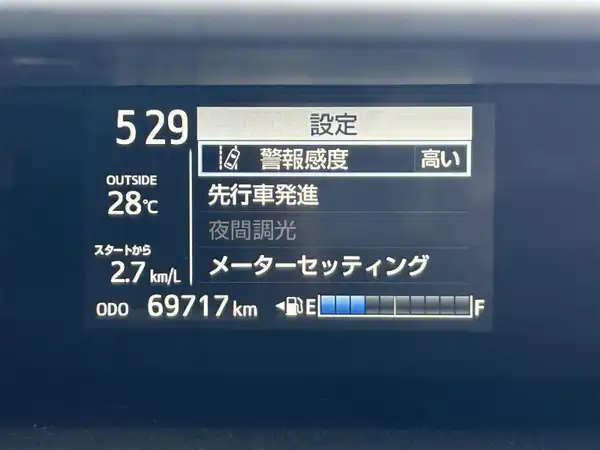 5 29
設定
警報感度 高い
OUTSIDE
28℃
先行車発進
夜間調光
スタートから
2.7 km/L
メーターセッティング
ODO 69717 km
E F